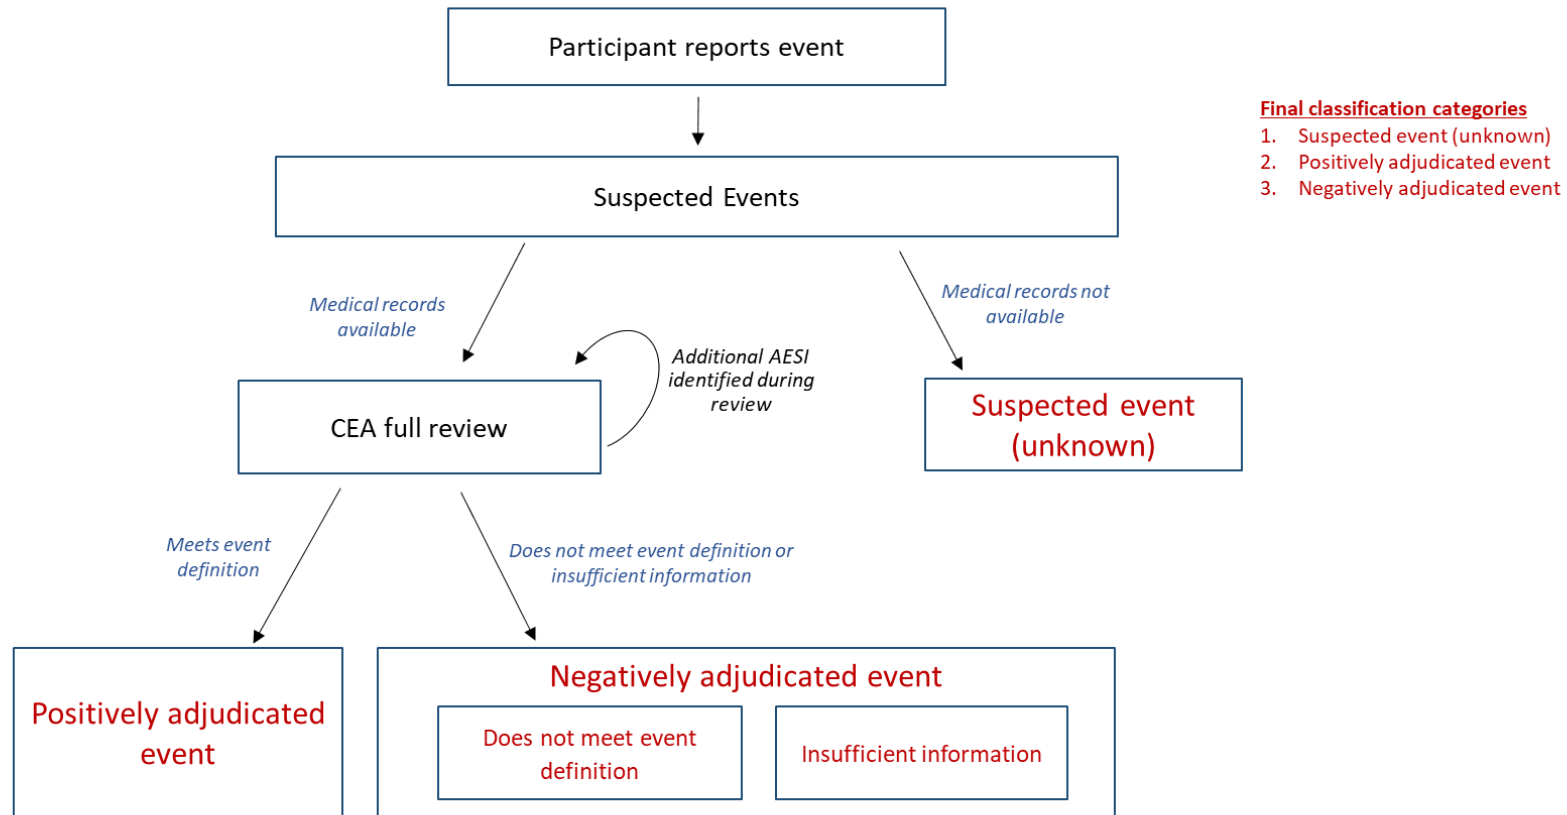 Participant reports event
Final classification categories
1. Suspected event (unknown)
2. Positively adjudicated event
3. Negatively adjudicated event
Suspected Events
Medical records
available
Medical records not
available
Additional AESI
identified during
review
CEA full review
Suspected event
(unknown)
Meets event
definition
Does not meet event definition or
insufficient information
Positively adjudicated
event
Negatively adjudicated event
Does not meet event
definition
Insufficient information